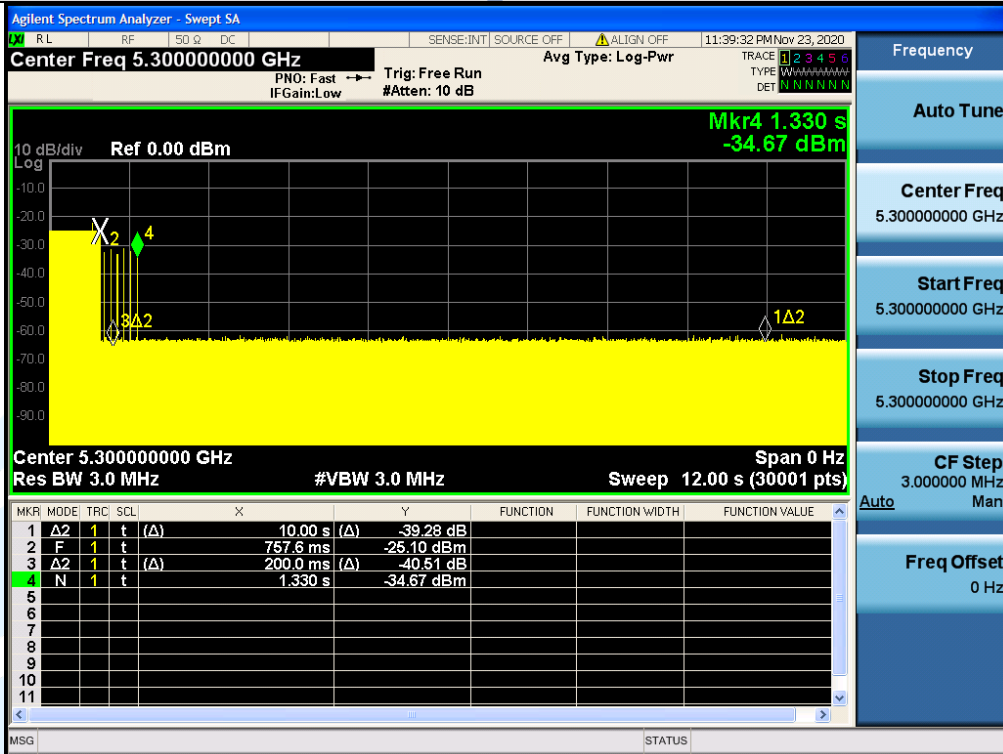 Agilent Spectrum Analyzer - Swept SA
LXI RL RF 50 Ω DC SENSE:INT SOURCE OFF ALIGN OFF 11:39:32 PM Nov 23, 2020
Center Freq 5.300000000 GHz
Avg Type: Log-Pwr
TRACE 1 2 3 4 5 6
PNO: Fast Trig: Free Run
TYPE WWWWWW
IFGain:Low #Atten: 10 dB
DET N N N N N N
Mkr4 1.330 s
-34.67 dBm
10 dB/div Ref 0.00 dBm
Log
-10.0
-20.0
-30.0
-40.0
-50.0
-60.0
-70.0
-80.0
-90.0
X 2 4
3Δ2
1Δ2
Center 5.300000000 GHz Span 0 Hz
Res BW 3.0 MHz #VBW 3.0 MHz Sweep 12.00 s (30001 pts)
MKR MODE TRC SCL X Y FUNCTION FUNCTION WIDTH FUNCTION VALUE
1 Δ2 1 t (Δ) 10.00 s (Δ) -39.28 dB
2 F 1 t 757.6 ms -25.10 dBm
3 Δ2 1 t (Δ) 200.0 ms (Δ) -40.51 dB
4 N 1 t 1.330 s -34.67 dBm
5
6
7
8
9
10
11
MSG STATUS
Frequency
Auto Tune
Center Freq
5.300000000 GHz
Start Freq
5.300000000 GHz
Stop Freq
5.300000000 GHz
CF Step
3.000000 MHz
Auto Man
Freq Offset
0 Hz